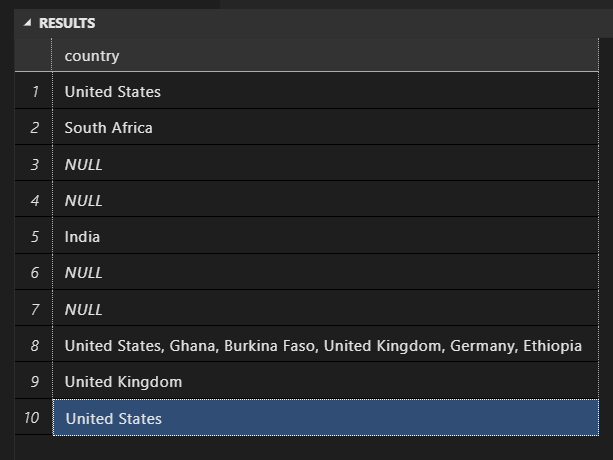 RESULTS
country
1 United States
2 South Africa
3 NULL
4 NULL
5 India
6 NULL
7 NULL
8 United States, Ghana, Burkina Faso, United Kingdom, Germany, Ethiopia
9 United Kingdom
10 United States